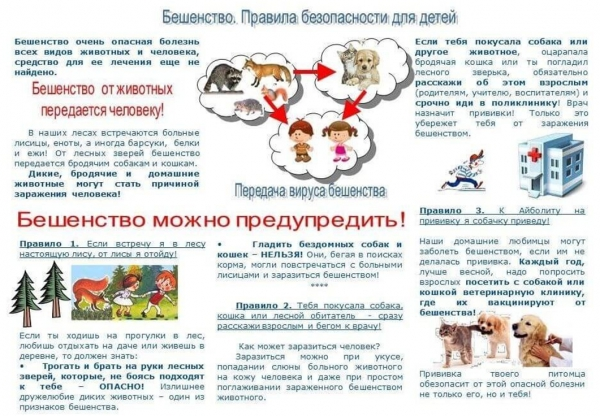 Бешенство. Правила безопасности для детей
Бешенство очень опасная болезнь
всех видов животных и человека,
средство для ее лечения еще не
найдено.
Бешенство от животных
передается человеку!
В наших лесах встречаются больные
лисицы, еноты, а иногда барсуки, белки
и ежи! От лесных зверей бешенство
передается бродячим собакам и кошкам.
Дикие, бродячие и домашние
животные могут стать причиной
заражения человека!
Передача вируса бешенства
Если тебя покусала собака или
другое животное, оцарапала
бродячая кошка или ты погладил
лесного зверька, обязательно
расскажи об этом взрослым
(родителям, учителю, воспитателям) и
срочно иди в поликлинику! Врач
назначит прививки! Только это
убережет тебя от заражения
бешенством.
Бешенство можно предупредить!
Правило 1. Если встречу я в лесу
настоящую лису, от лисы я отойду!
Если ты ходишь на прогулки в лес,
любишь отдыхать на даче или живешь в
деревне, то должен знать:
• Трогать и брать на руки лесных
зверей, которые, не боясь подходят
к тебе – ОПАСНО! Излишнее
дружелюбие диких животных – один из
признаков бешенства.
• Гладить бездомных собак и
кошек – НЕЛЬЗЯ! Они, бегая в поисках
корма, могли повстречаться с больными
лисицами и заразиться бешенством!
****
Правило 2. Тебя покусала собака,
кошка или лесной обитатель - сразу
расскажи взрослым и бегом к врачу!
Как может заразиться человек?
Заразиться можно при укусе,
попадании слюны больного животного
на кожу человека и даже при простом
поглаживании зараженного бешенством
животного.
Правило 3. К Айболиту на
прививку я собачку приведу!
Наши домашние любимцы могут
заболеть бешенством, если им не
делалась прививка. Каждый год,
лучше весной, надо попросить
взрослых посетить с собакой или
кошкой ветеринарную клинику,
где их вакцинируют от
бешенства!
Прививка твоего питомца
обезопасит от этой опасной болезни
не только его, но и тебя!